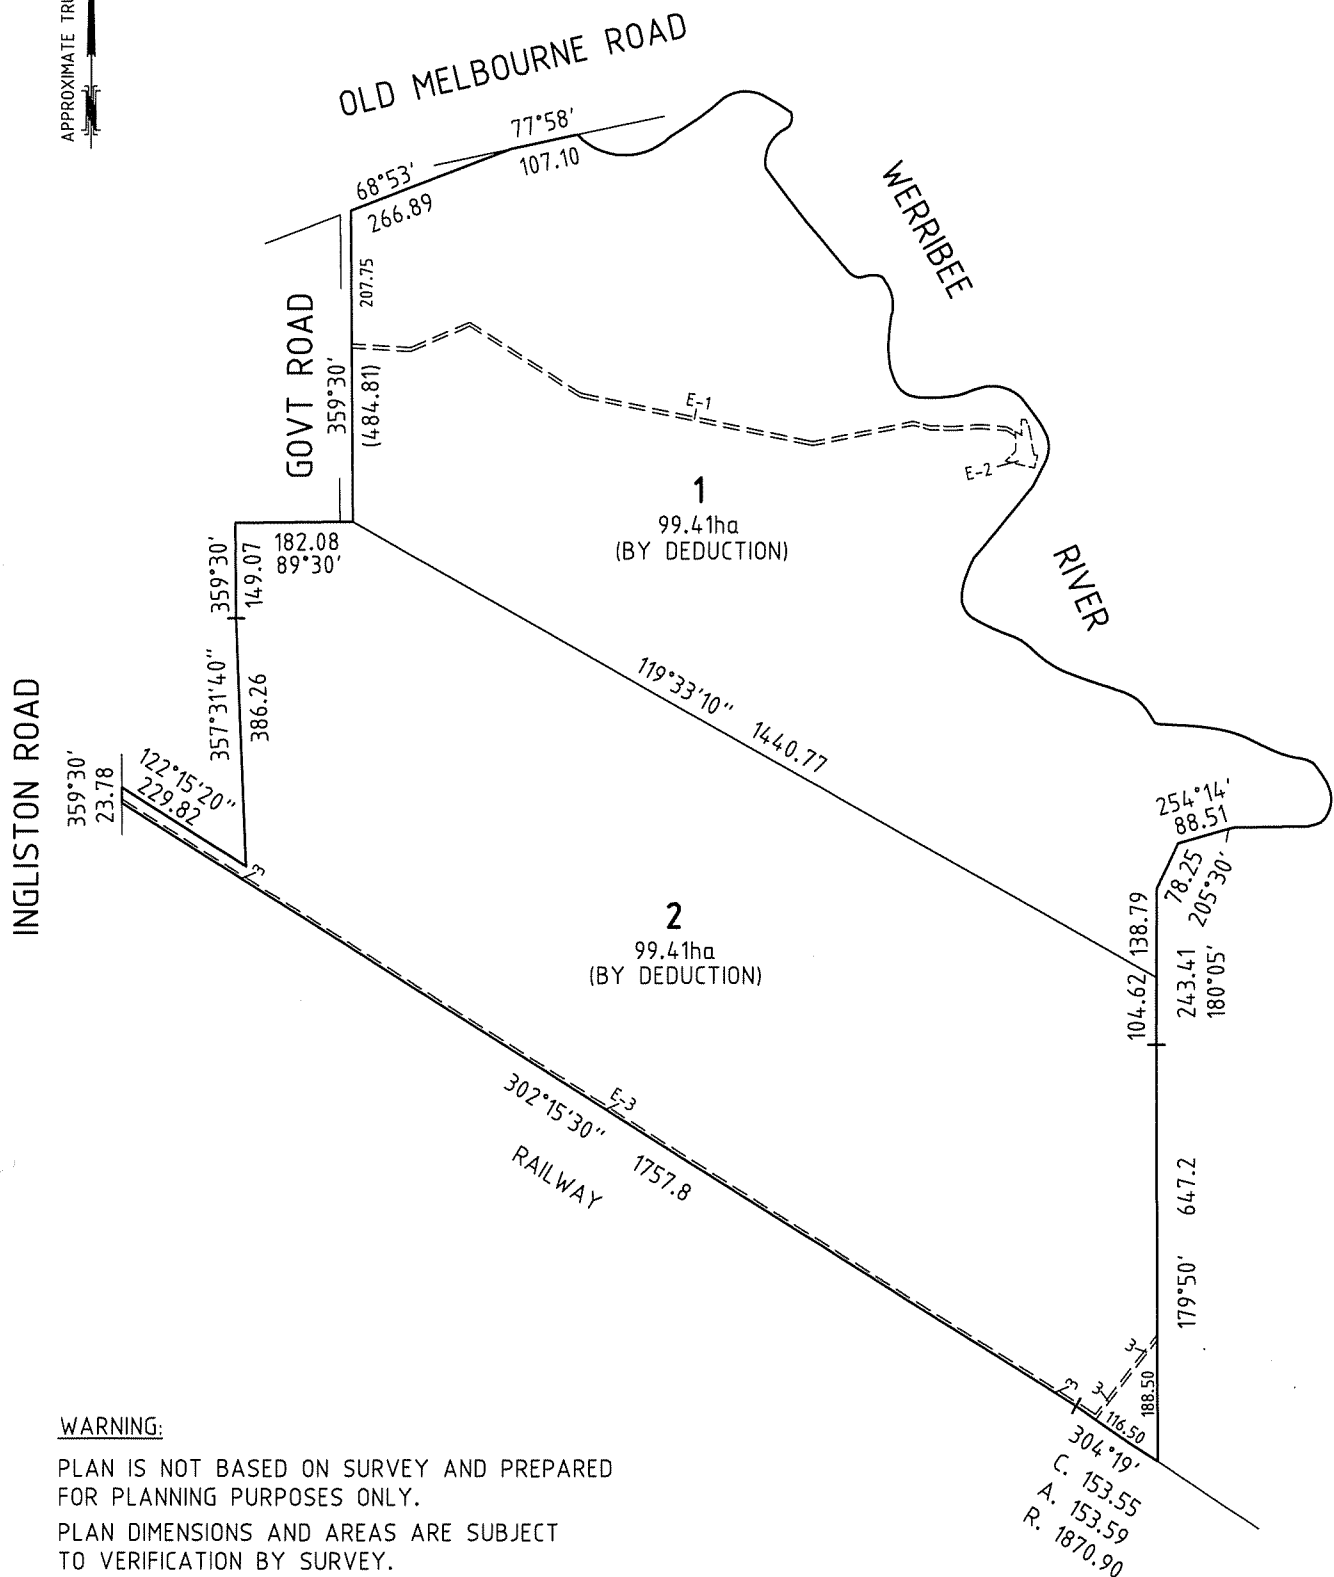 APPROXIMATE TRU
N
OLD MELBOURNE ROAD
77°58'
107.10
68°53'
266.89
WERRIBEE
207.75
GOVT ROAD
359°30'
(484.81)
E-1
E-2
1
99.41ha
(BY DEDUCTION)
RIVER
182.08
89°30'
359°30'
149.07
357°31'40"
386.26
119°33'10"
1440.77
INGLISTON ROAD
359°30'
23.78
122°15'20"
229.82
3
254°14'
88.51
78.25
205°30'
138.79
104.62
243.41
180°05'
2
99.41ha
(BY DEDUCTION)
E-3
302°15'30"
1757.8
RAILWAY
647.2
179°50'
3
3
3
188.50
116.50
304°19'
C. 153.55
A. 153.59
R. 1870.90
WARNING:
PLAN IS NOT BASED ON SURVEY AND PREPARED
FOR PLANNING PURPOSES ONLY.
PLAN DIMENSIONS AND AREAS ARE SUBJECT
TO VERIFICATION BY SURVEY.